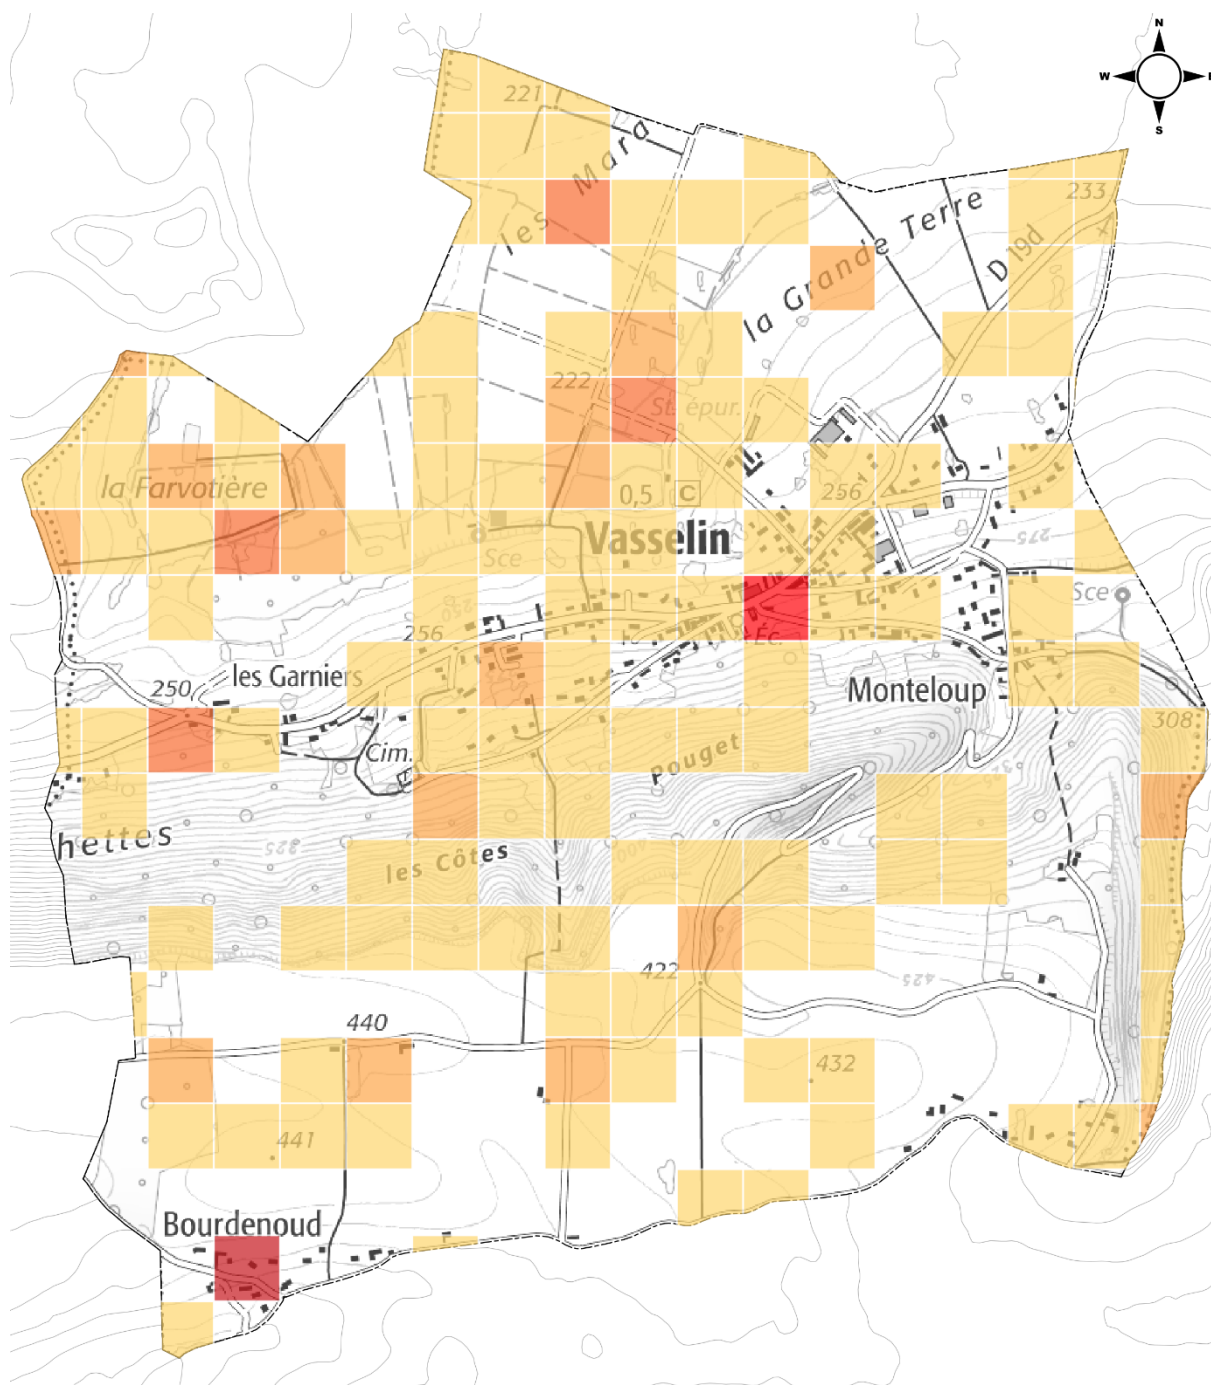 N
W
S
221
les Mara
233
la Grande Terre
D 19d
222
St. épur.
la Farvotière
0,5
C
256
Vasselin
Sce
275
Sce
256
Éc.
les Garniers
250
Monteloup
308
Cim.
Pouget
hettes
325
les Côtes
400
422
425
440
432
441
Bourdenoud